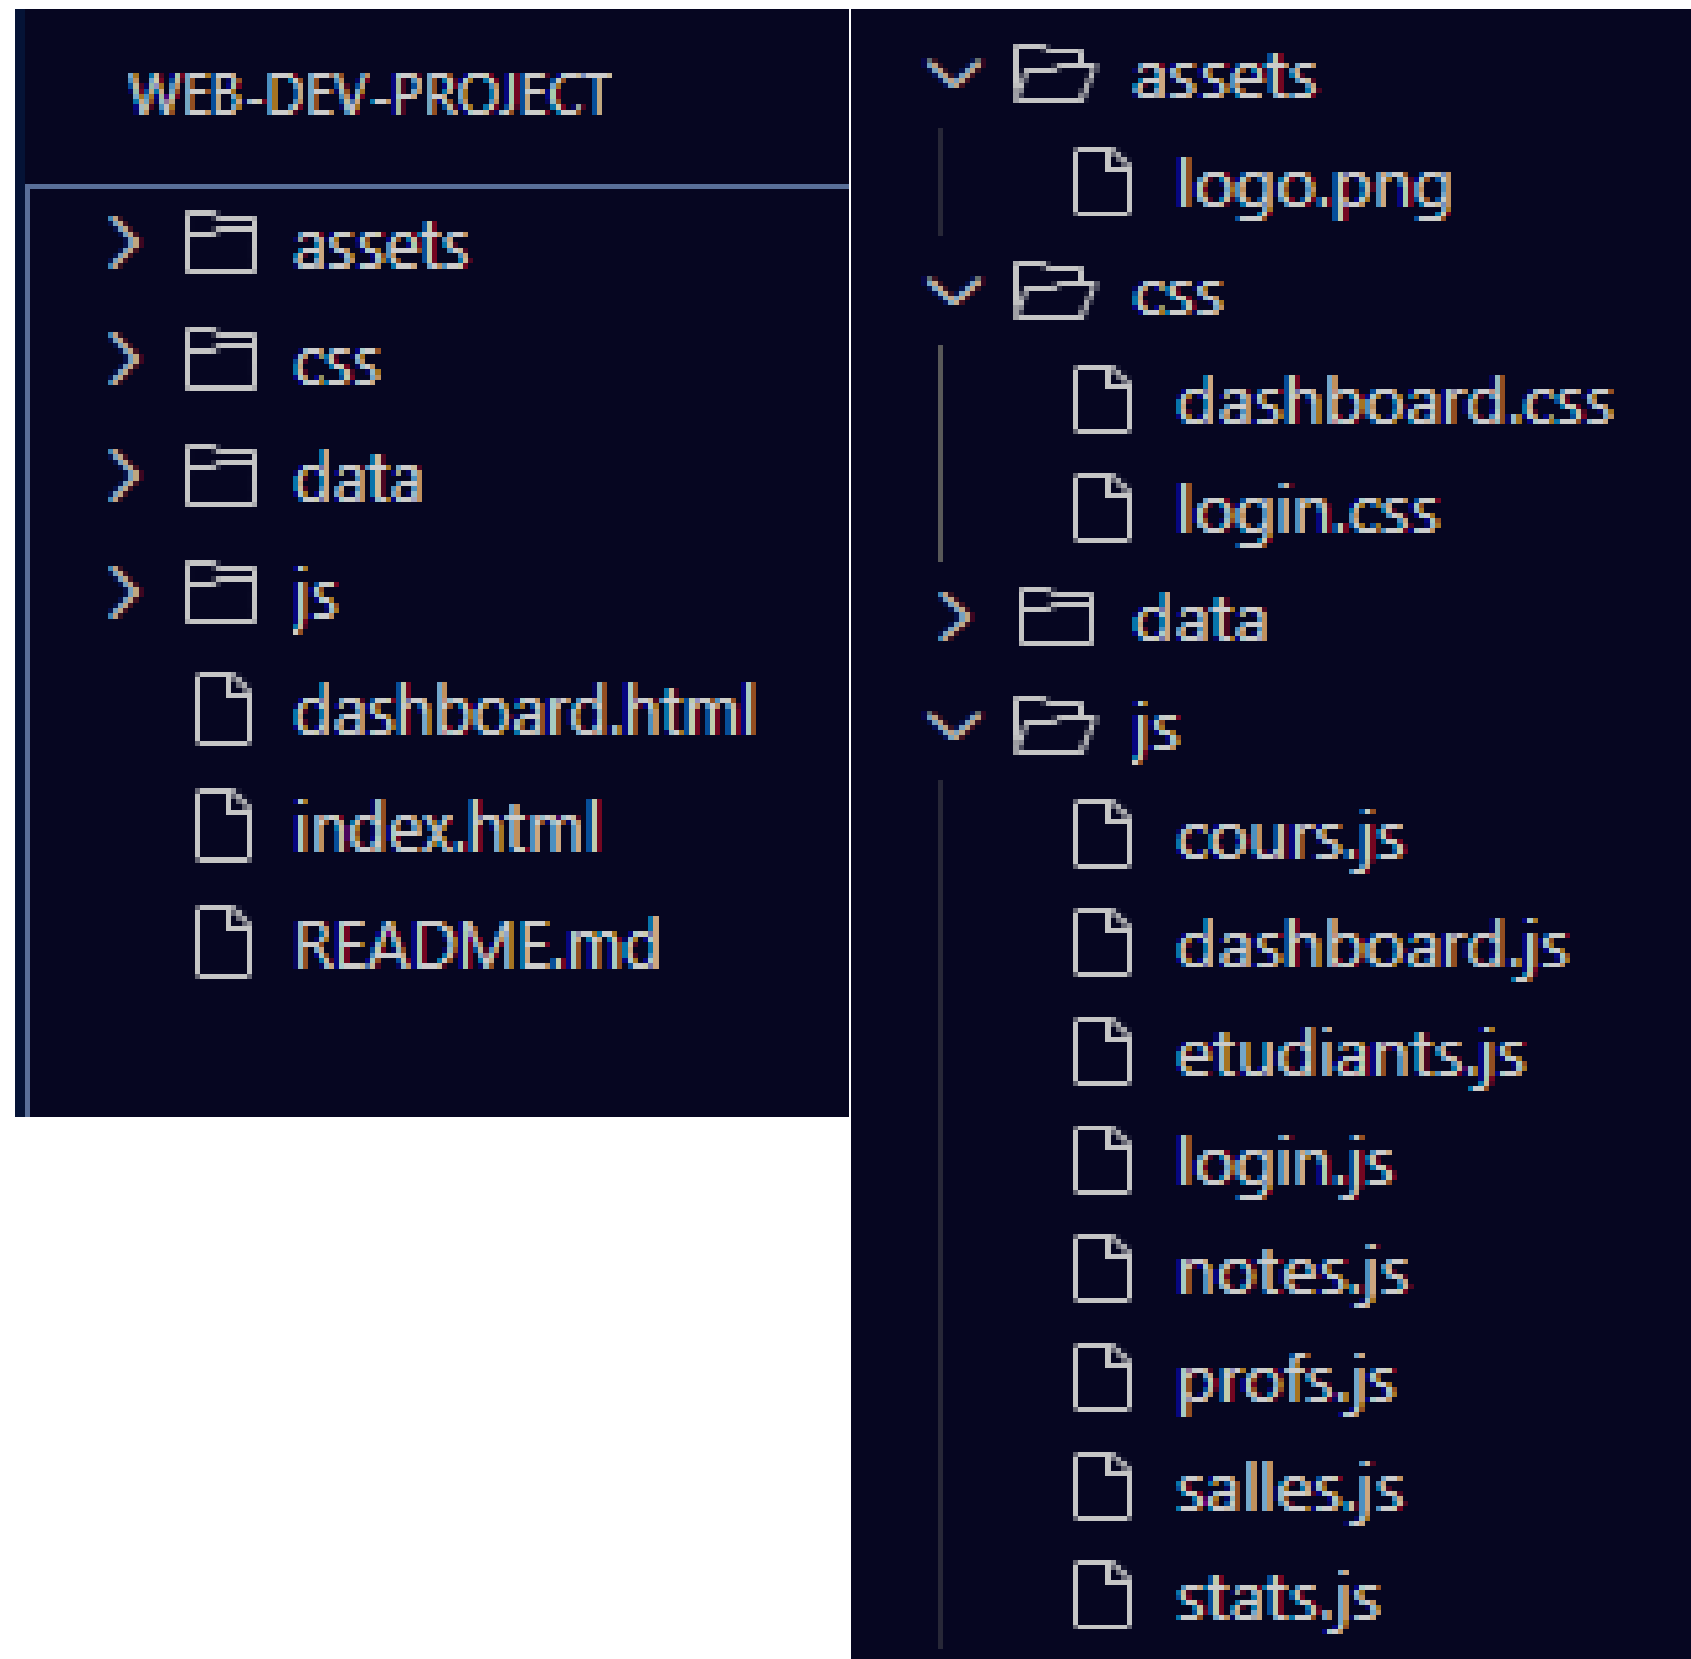 WEB-DEV-PROJECT
assets
css
data
js
dashboard.html
index.html
README.md
assets
logo.png
css
dashboard.css
login.css
data
js
cours.js
dashboard.js
etudiants.js
login.js
notes.js
profs.js
salles.js
stats.js